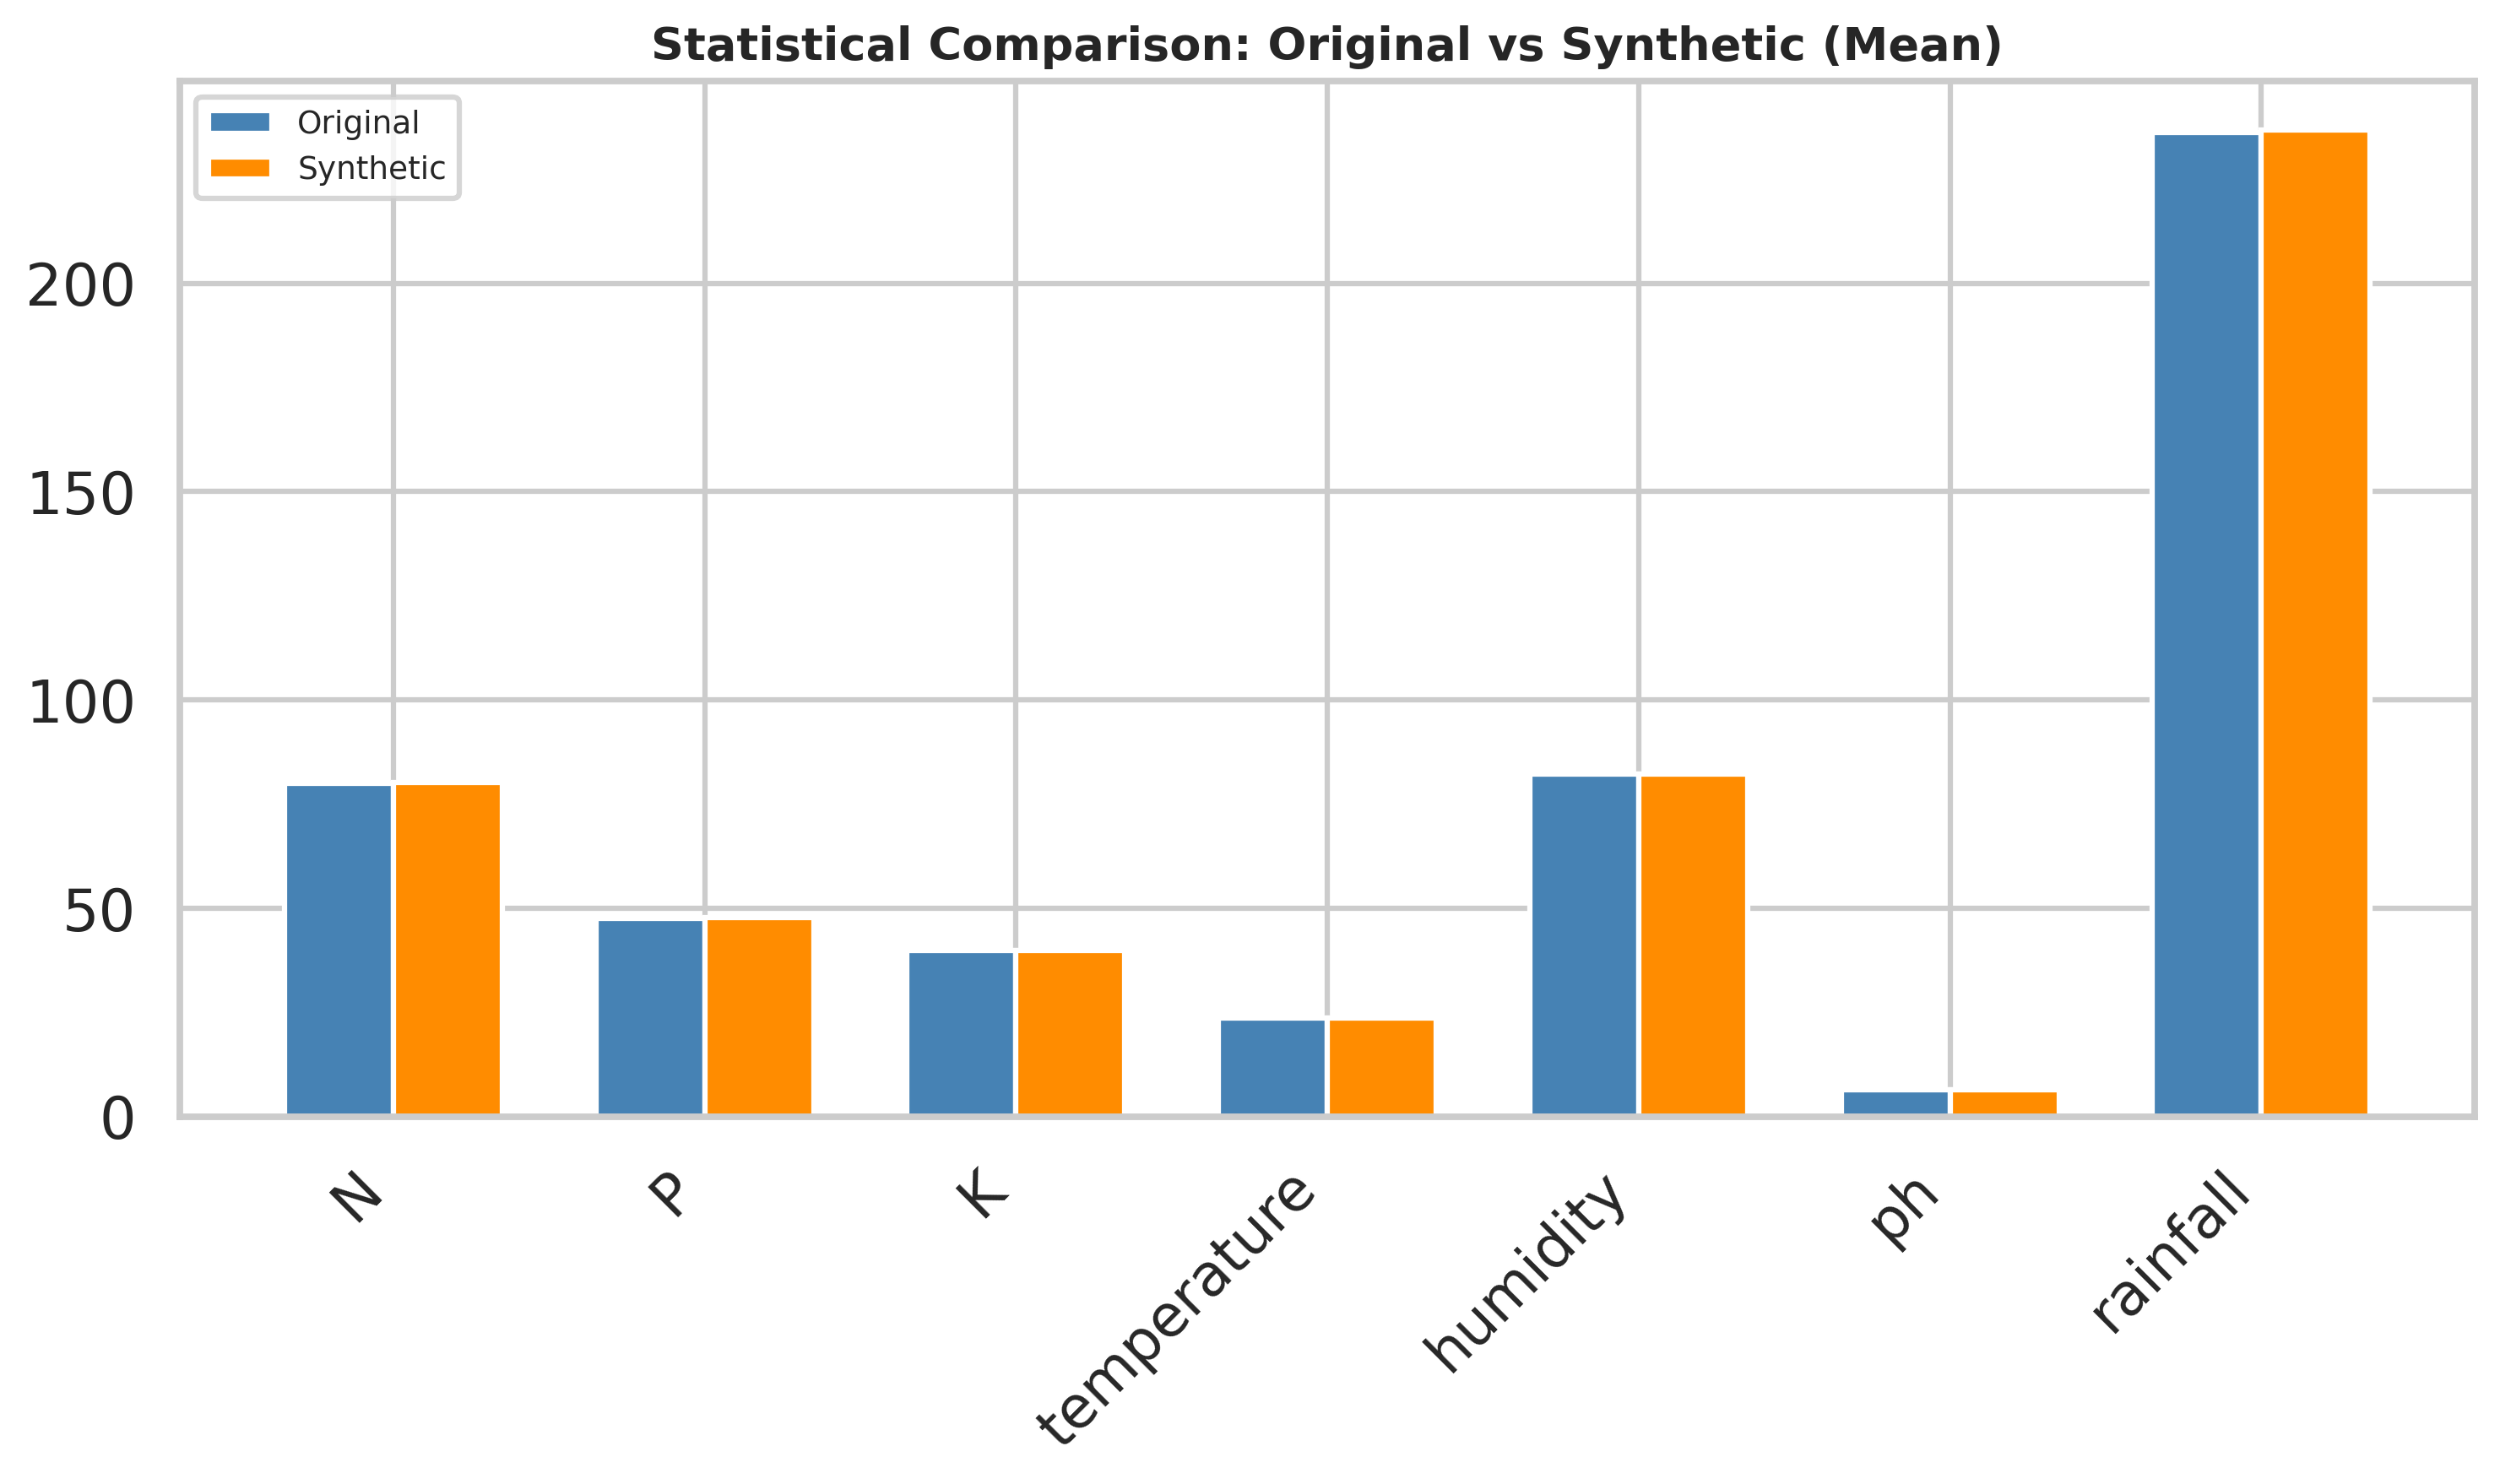 Statistical Comparison: Original vs Synthetic (Mean)
Original
Synthetic
200
150
100
50
0
N
P
K
temperature
humidity
ph
rainfall